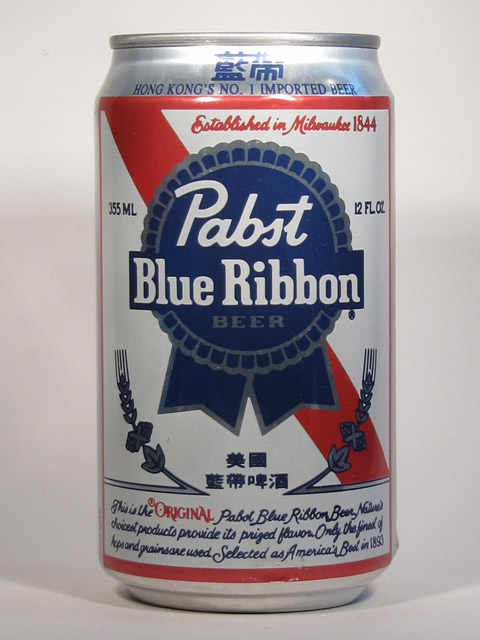 藍帶
HONG KONG'S NO. 1 IMPORTED BEER
Established in Milwaukee 1844
355 ML
12 FL.OZ.
Pabst
Blue Ribbon®
BEER
美國
藍帶啤酒
This is the ®ORIGINAL Pabst Blue Ribbon Beer. Nature's
choicest products provide its prized flavor. Only the finest of
hops and grains are used. Selected as America's Best in 1893